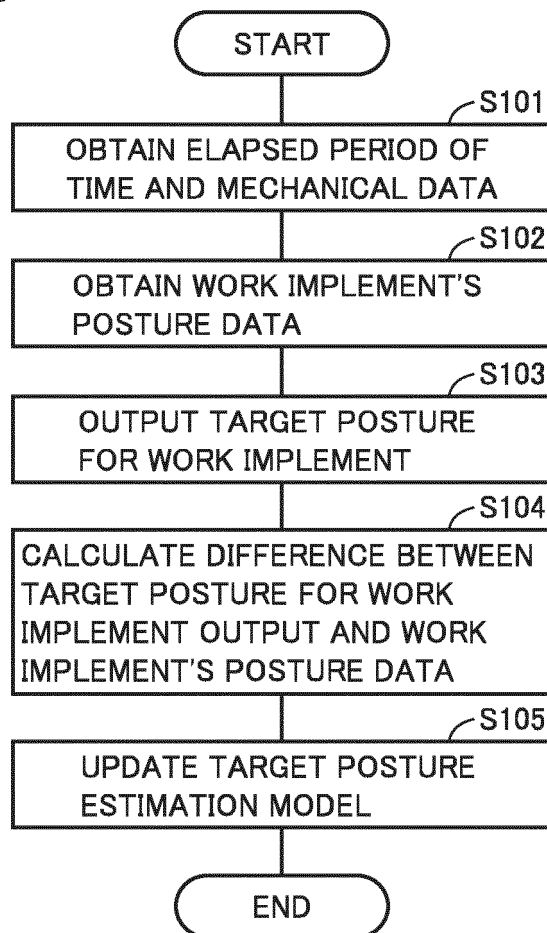 START
S101
OBTAIN ELAPSED PERIOD OF
TIME AND MECHANICAL DATA
S102
OBTAIN WORK IMPLEMENT'S
POSTURE DATA
S103
OUTPUT TARGET POSTURE
FOR WORK IMPLEMENT
S104
CALCULATE DIFFERENCE BETWEEN
TARGET POSTURE FOR WORK
IMPLEMENT OUTPUT AND WORK
IMPLEMENT'S POSTURE DATA
S105
UPDATE TARGET POSTURE
ESTIMATION MODEL
END